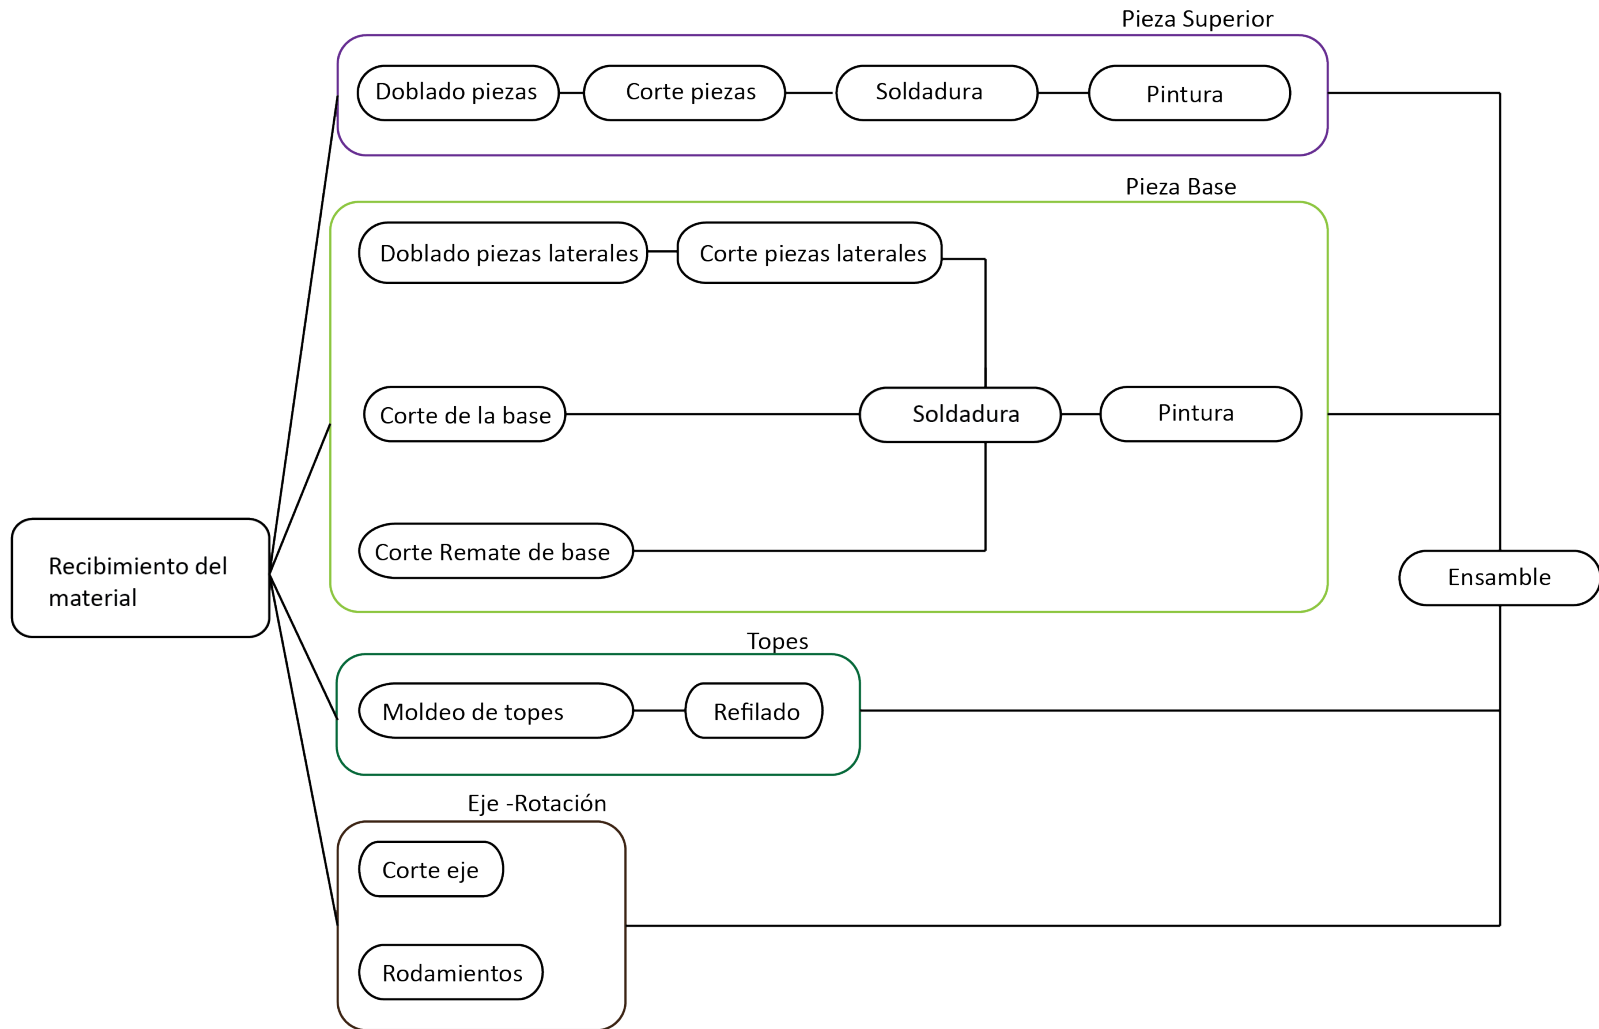 Pieza Superior
Doblado piezas
Corte piezas
Soldadura
Pintura
Pieza Base
Doblado piezas laterales
Corte piezas laterales
Corte de la base
Soldadura
Pintura
Corte Remate de base
Recibimiento del
material
Ensamble
Topes
Moldeo de topes
Refilado
Eje -Rotación
Corte eje
Rodamientos